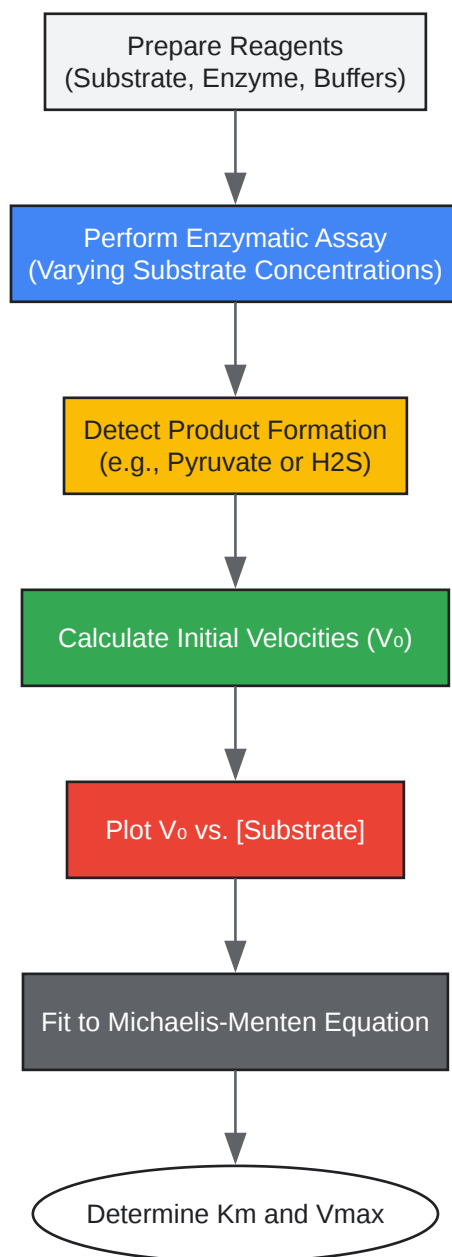 Prepare Reagents
(Substrate, Enzyme, Buffers)
Perform Enzymatic Assay
(Varying Substrate Concentrations)
Detect Product Formation
(e.g., Pyruvate or H2S)
Calculate Initial Velocities (V₀)
Plot V₀ vs. [Substrate]
Fit to Michaelis-Menten Equation
Determine Km and Vmax